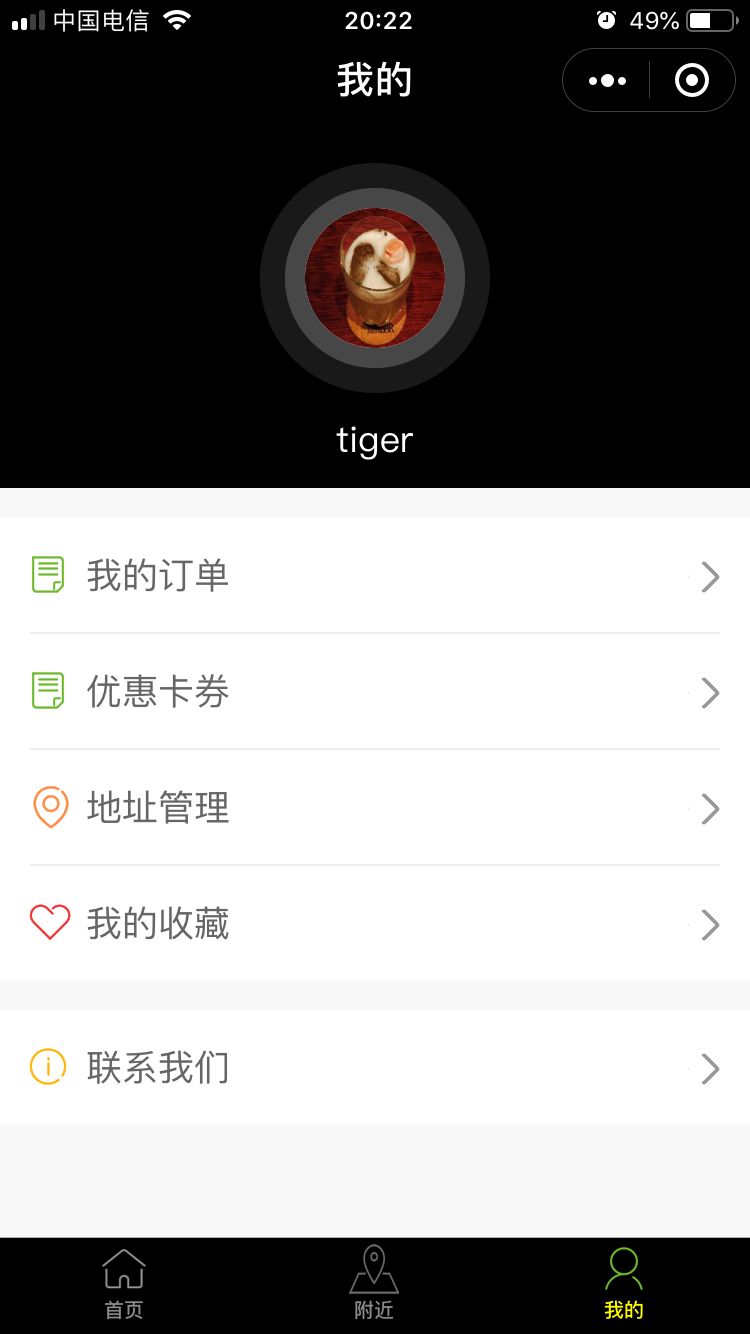 中国电信
20:22
49%
我的
tiger
我的订单
优惠卡券
地址管理
我的收藏
联系我们
首页
附近
我的